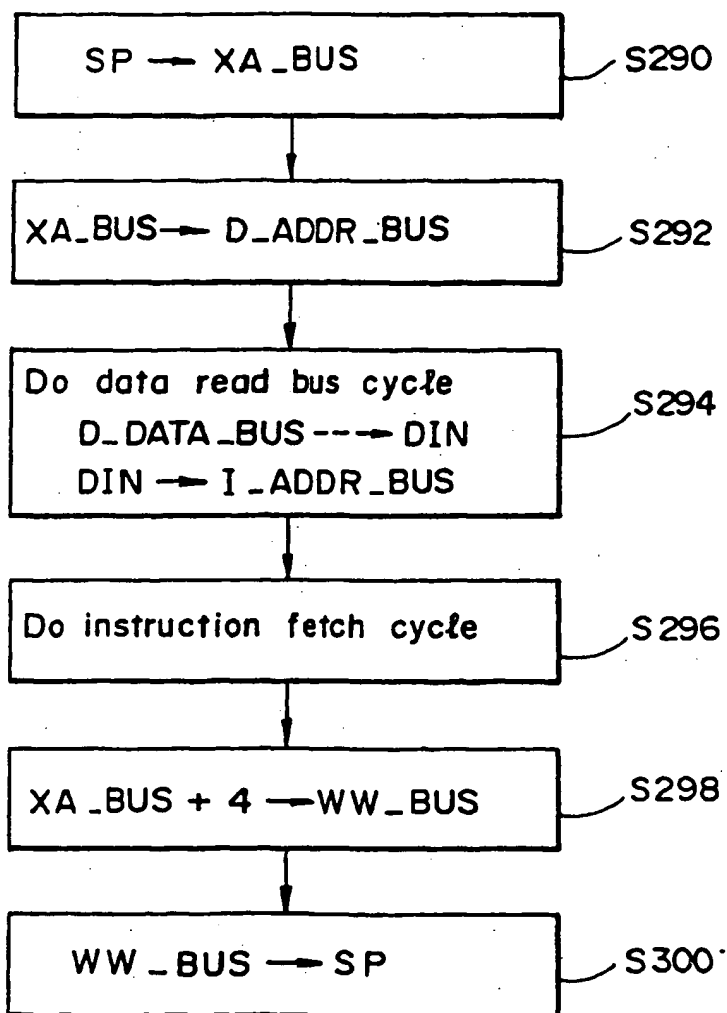 SP → XA_BUS
S290
XA_BUS → D_ADDR_BUS
S292
Do data read bus cycle
D_DATA_BUS ---→ DIN
DIN → I_ADDR_BUS
S294
Do instruction fetch cycle
S296
XA_BUS + 4 → WW_BUS
S298
WW_BUS → SP
S300